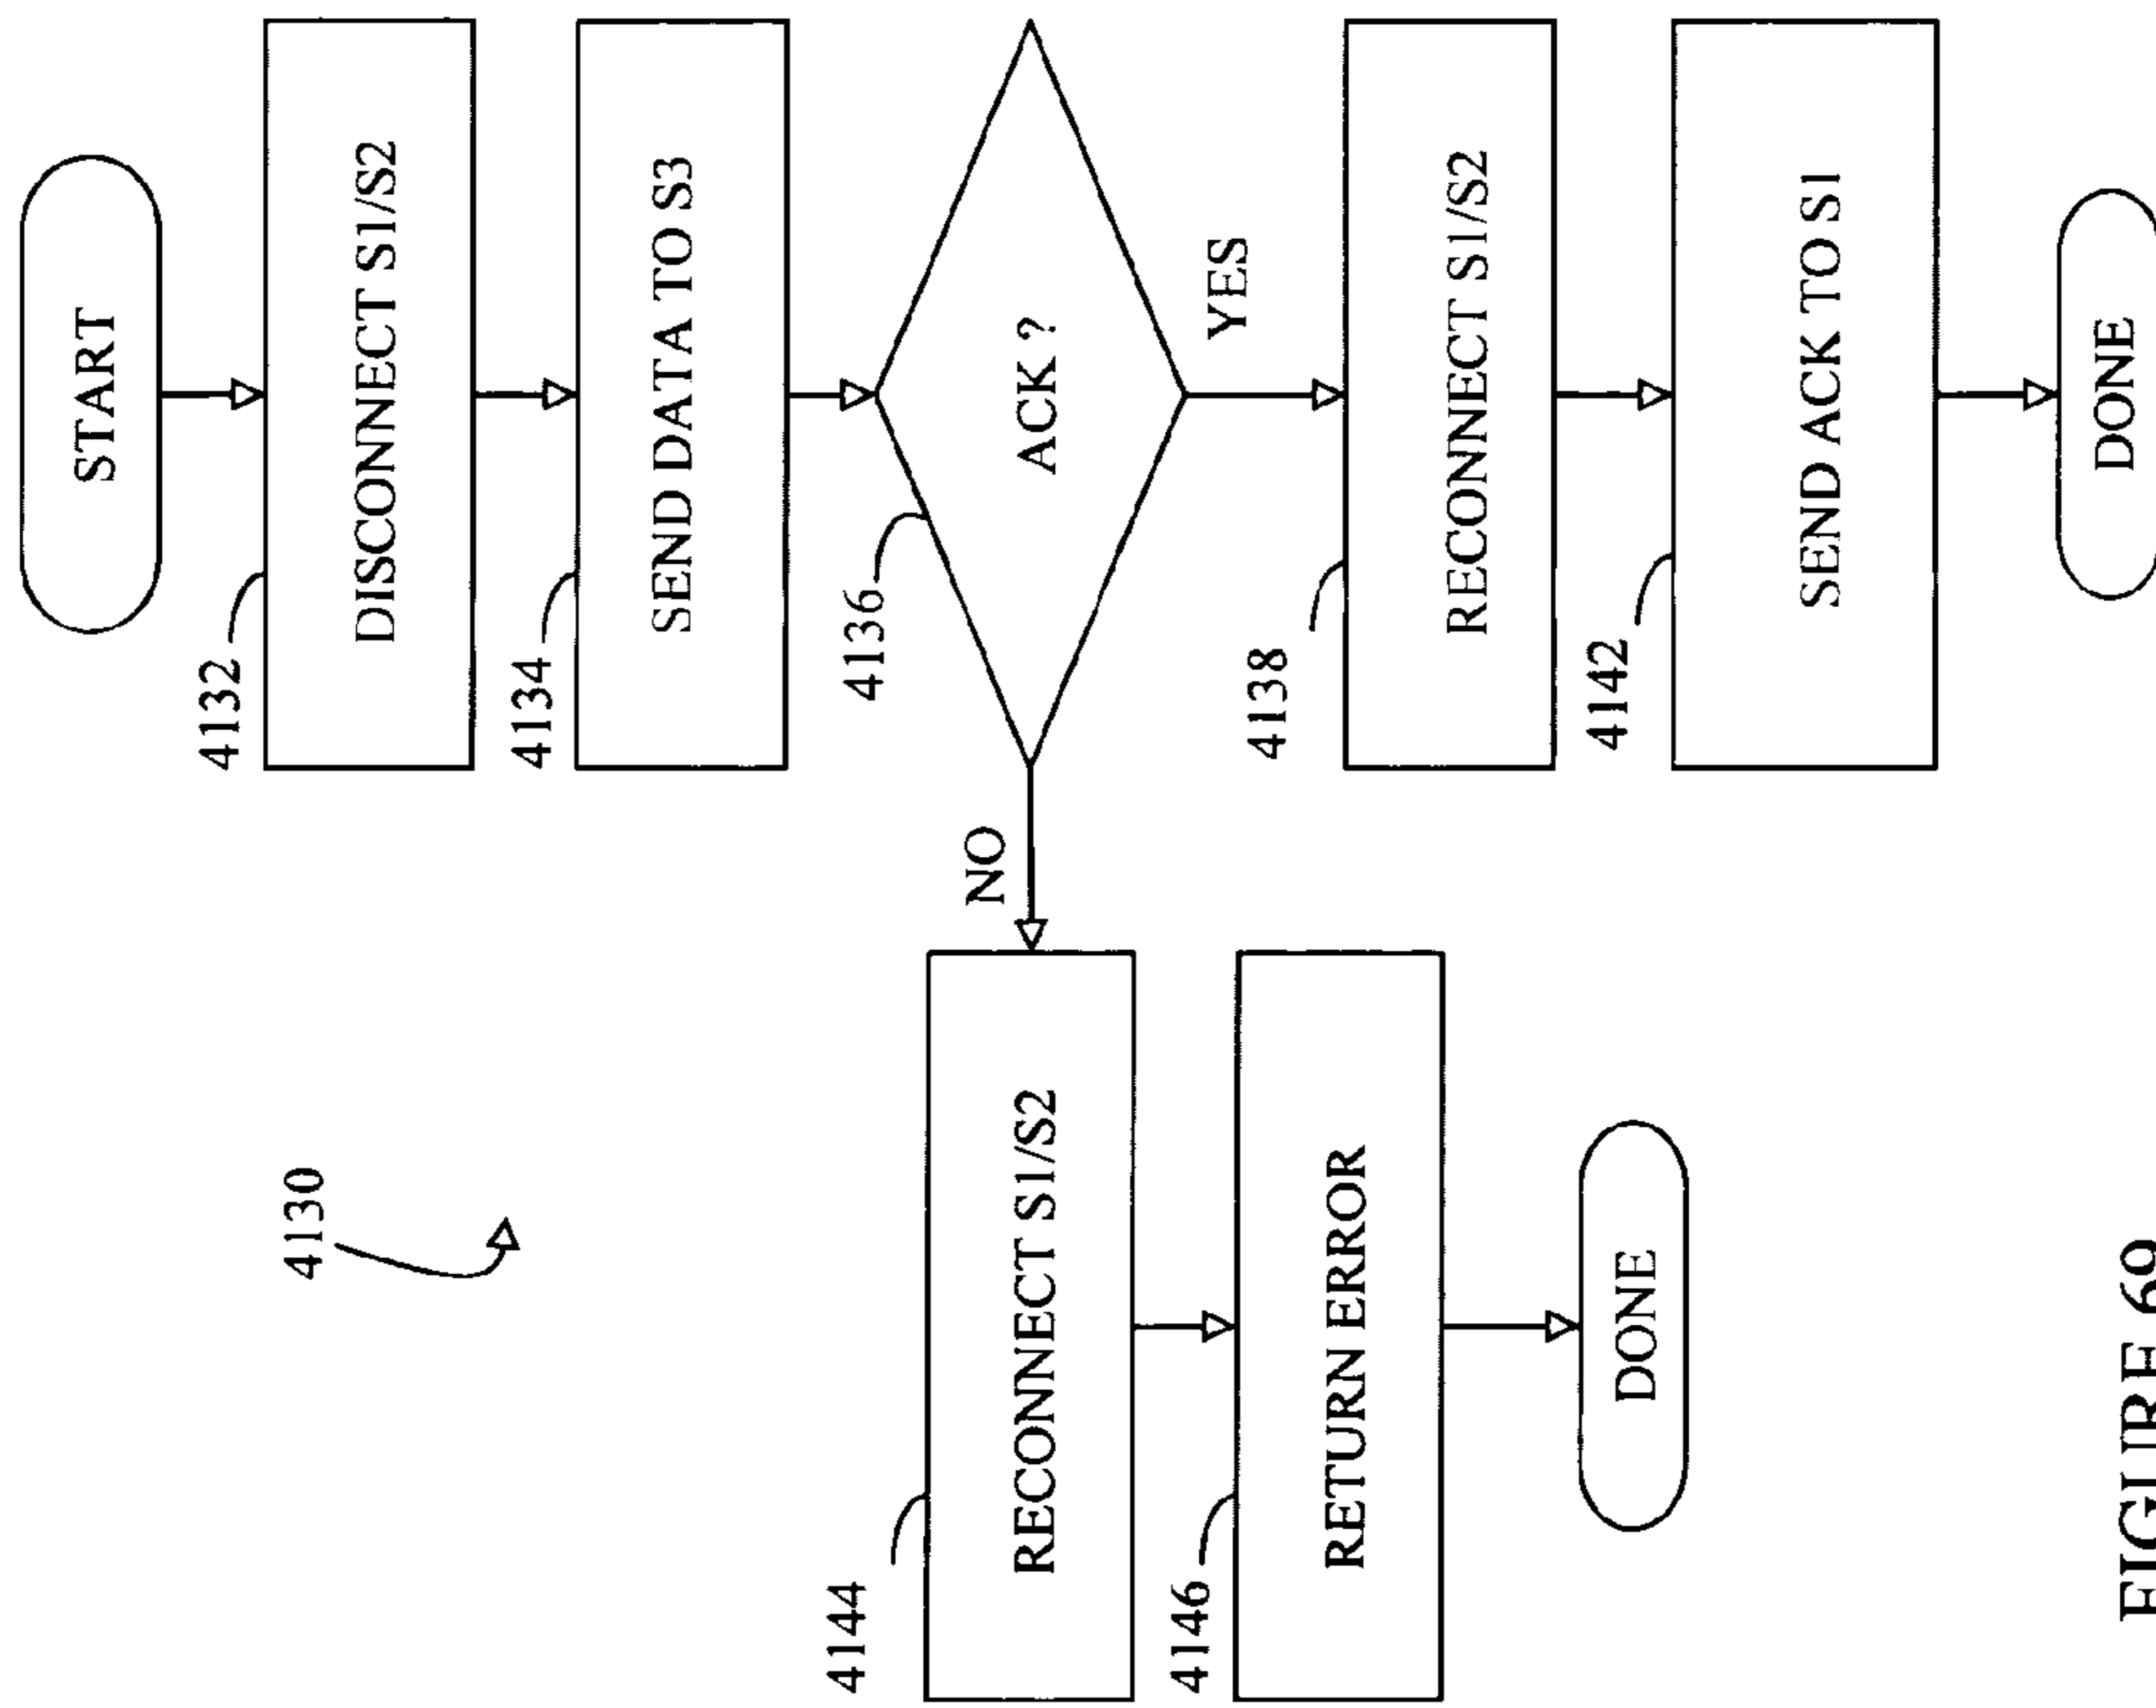 4130
START
4132
DISCONNECT S1/S2
4134
SEND DATA TO S3
4136
ACK ?
NO
YES
4144
RECONNECT S1/S2
4138
RECONNECT S1/S2
4146
RETURN ERROR
4142
SEND ACK TO S1
DONE
DONE
FIGURE 69